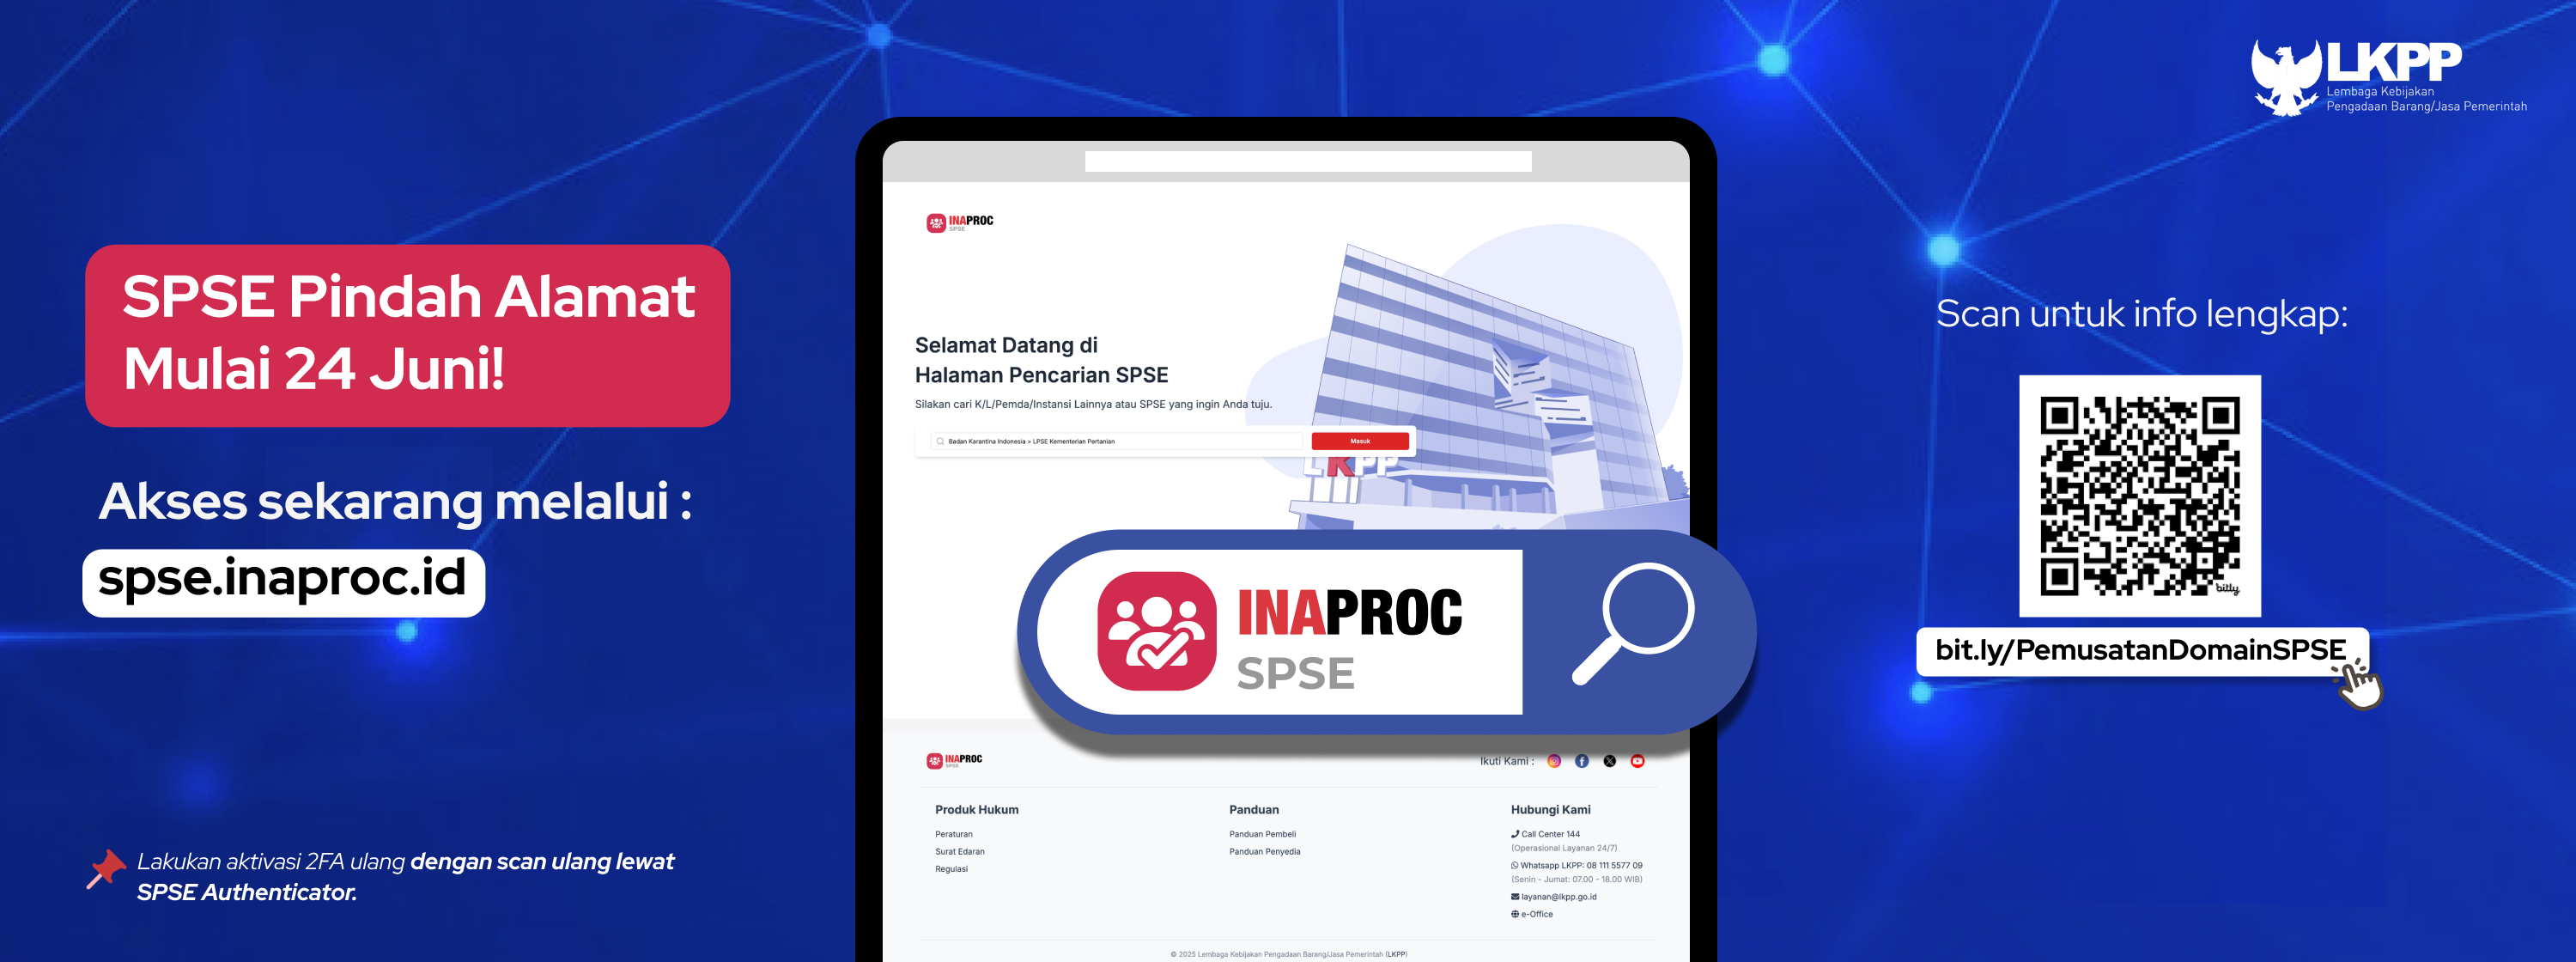 LKPP
Lembaga Kebijakan
Pengadaan Barang/Jasa Pemerintah
SPSE Pindah Alamat
Mulai 24 Juni!
Akses sekarang melalui :
spse.inaproc.id
Lakukan aktivasi 2FA ulang dengan scan ulang lewat
SPSE Authenticator.
INAPROC
SPSE
Selamat Datang di
Halaman Pencarian SPSE
Silakan cari K/L/Pemda/Instansi Lainnya atau SPSE yang ingin Anda tuju.
Badan Karantina Indonesia > LPSE Kementerian Pertanian
Masuk
LKPP
INAPROC
SPSE
INAPROC
SPSE
Ikuti Kami :
Produk Hukum
Peraturan
Surat Edaran
Regulasi
Panduan
Panduan Pembeli
Panduan Penyedia
Hubungi Kami
Call Center 144
(Operasional Layanan 24/7)
Whatsapp LKPP: 08 111 5577 09
(Senin - Jumat: 07.00 - 18.00 WIB)
layanan@lkpp.go.id
e-Office
© 2025 Lembaga Kebijakan Pengadaan Barang/Jasa Pemerintah (LKPP)
Scan untuk info lengkap:
bitly
bit.ly/PemusatanDomainSPSE